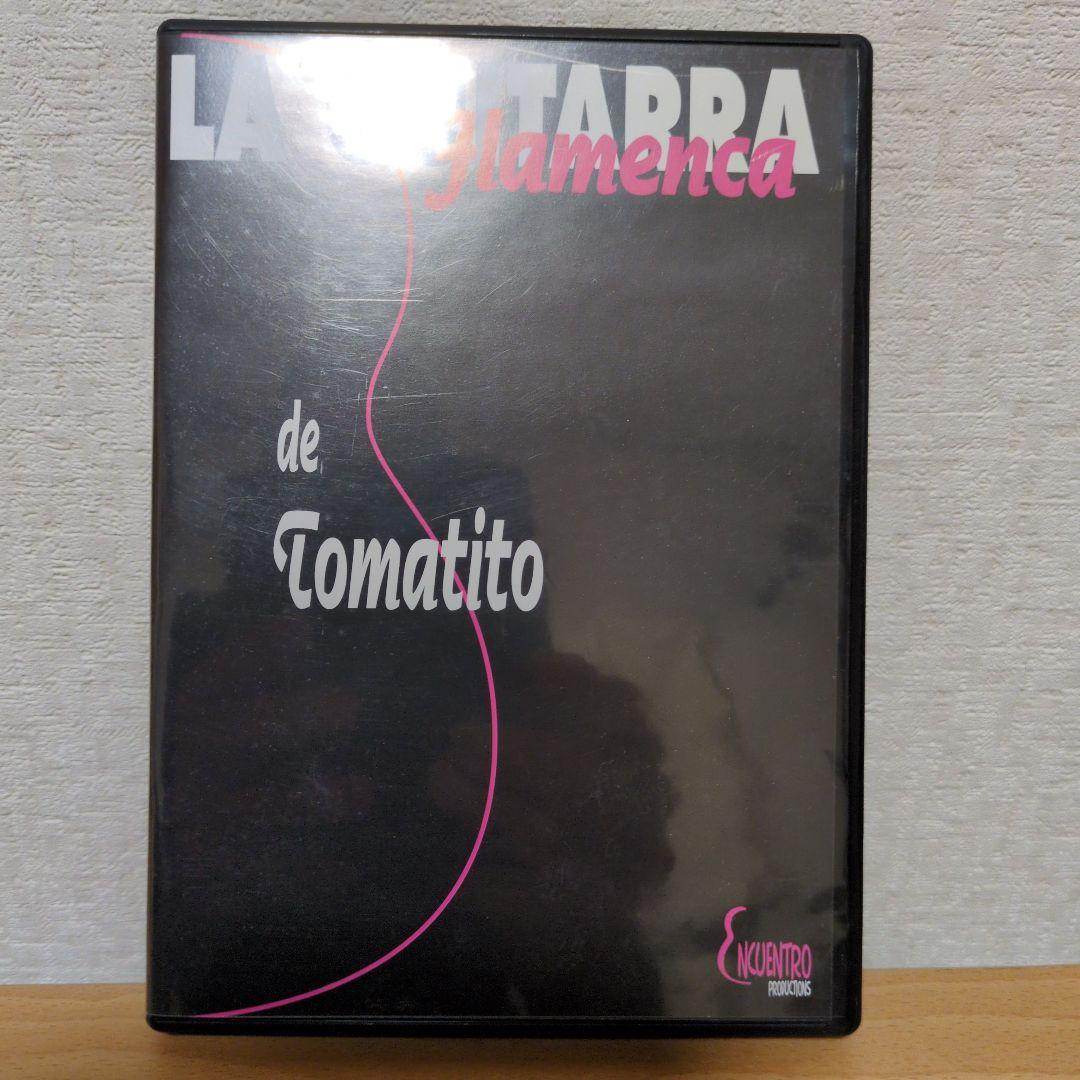 LA
Flamenca
de
Tomatito
ENCUENTRO
PRODUCTIONS